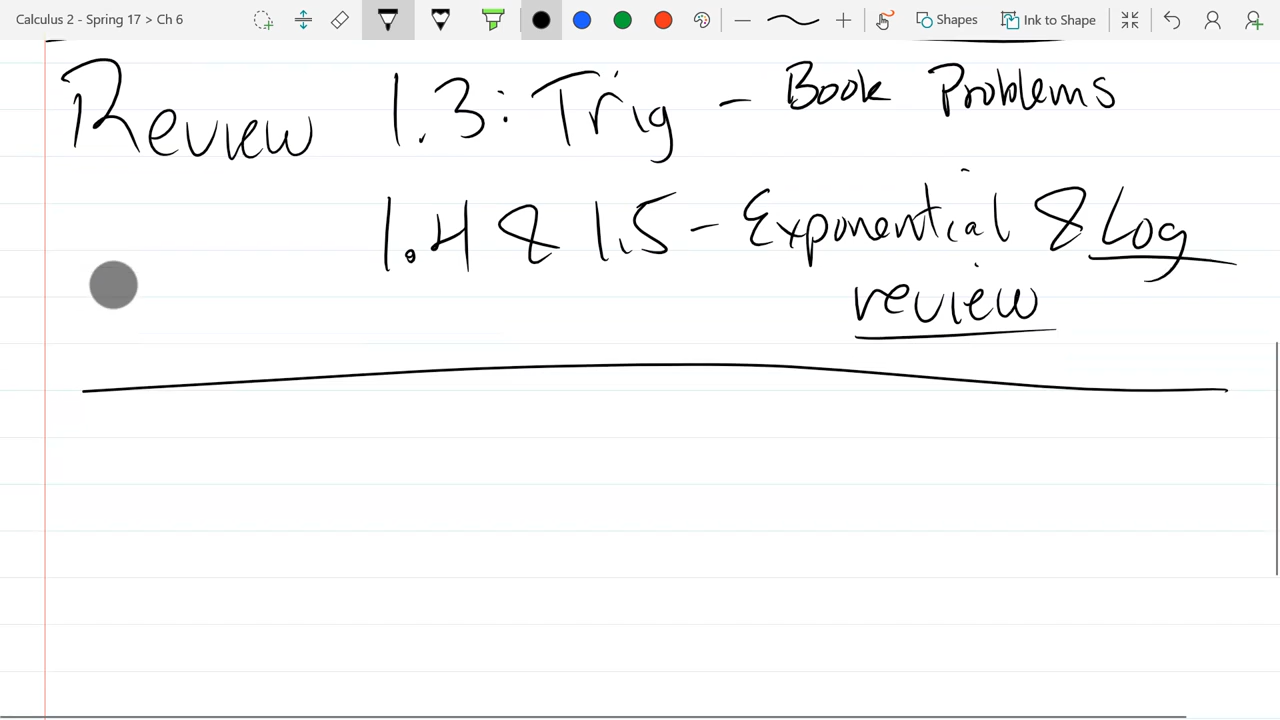 Calculus 2 - Spring 17 > Ch 6 Shapes Ink to Shape
Review 1.3: Trig - Book Problems
1.4 & 1.5 - Exponential & Log
review